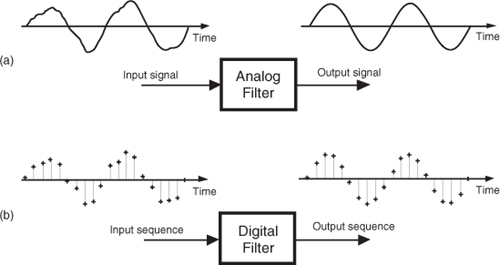 Time
Time
(a)
Input signal
Analog
Filter
Output signal
Time
Time
(b)
Input sequence
Digital
Filter
Output sequence